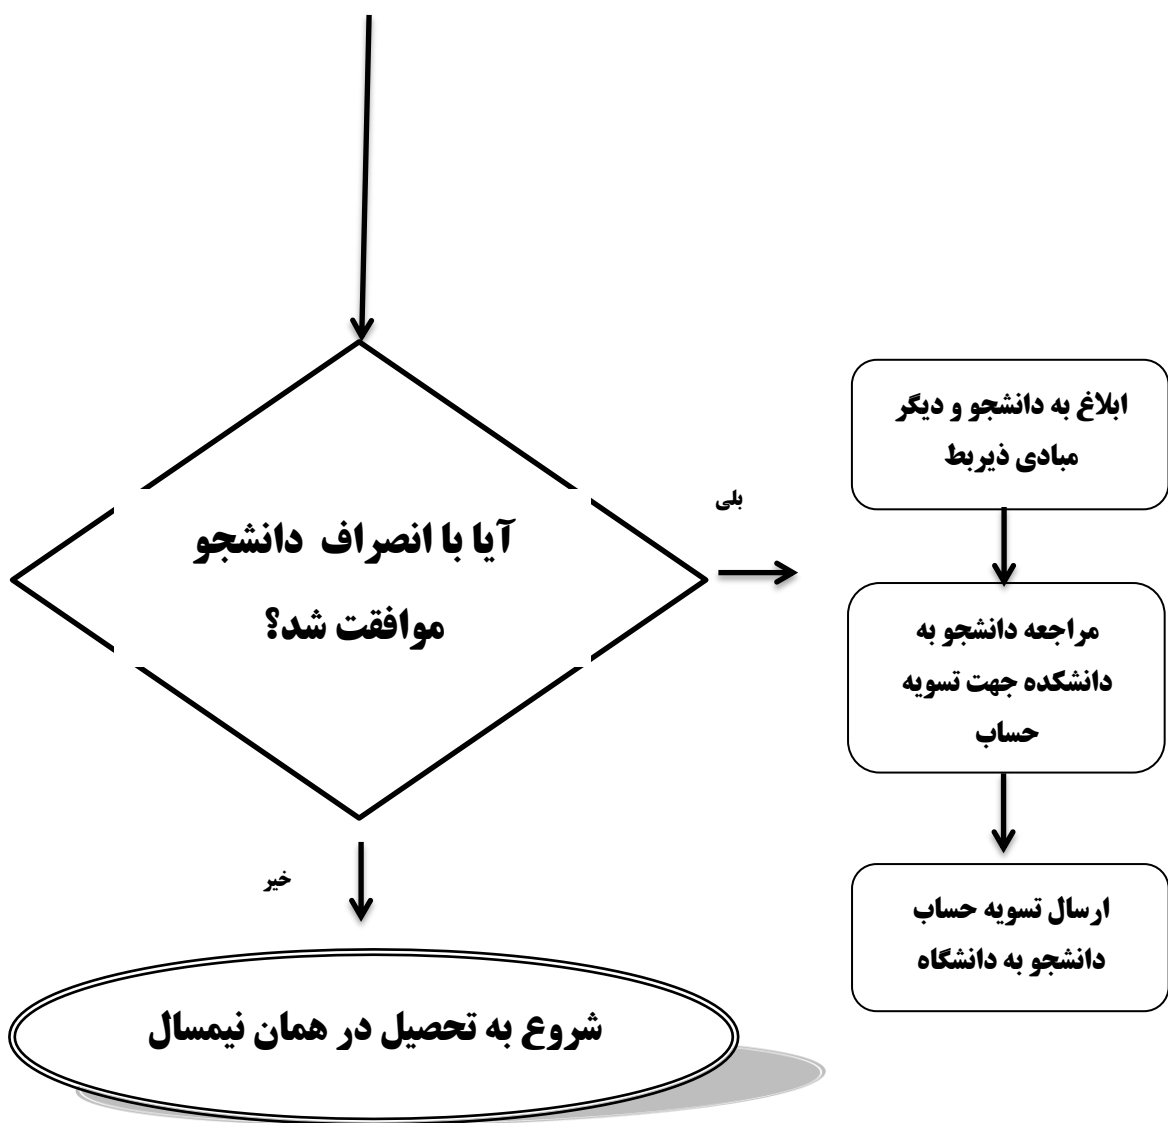 آیا با انصراف دانشجو
موافقت شد؟
بلی
ابلاغ به دانشجو و دیگر
مبادی ذیربط
مراجعه دانشجو به
دانشکده جهت تسویه
حساب
ارسال تسویه حساب
دانشجو به دانشگاه
خیر
شروع به تحصیل در همان نیمسال